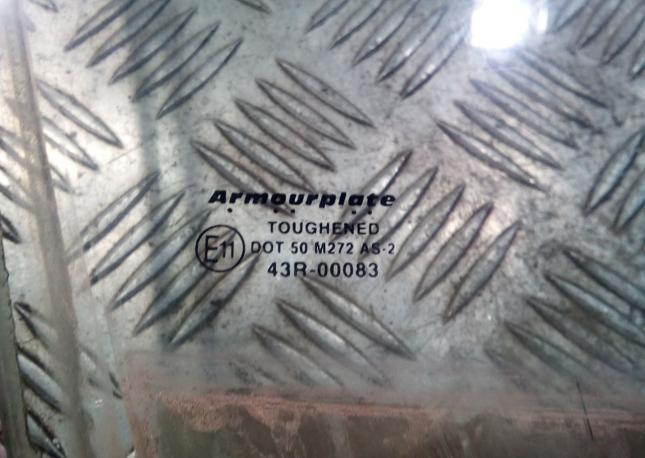 Armourplate
TOUGHENED
E11 DOT 50 M272 AS-2
43R-00083